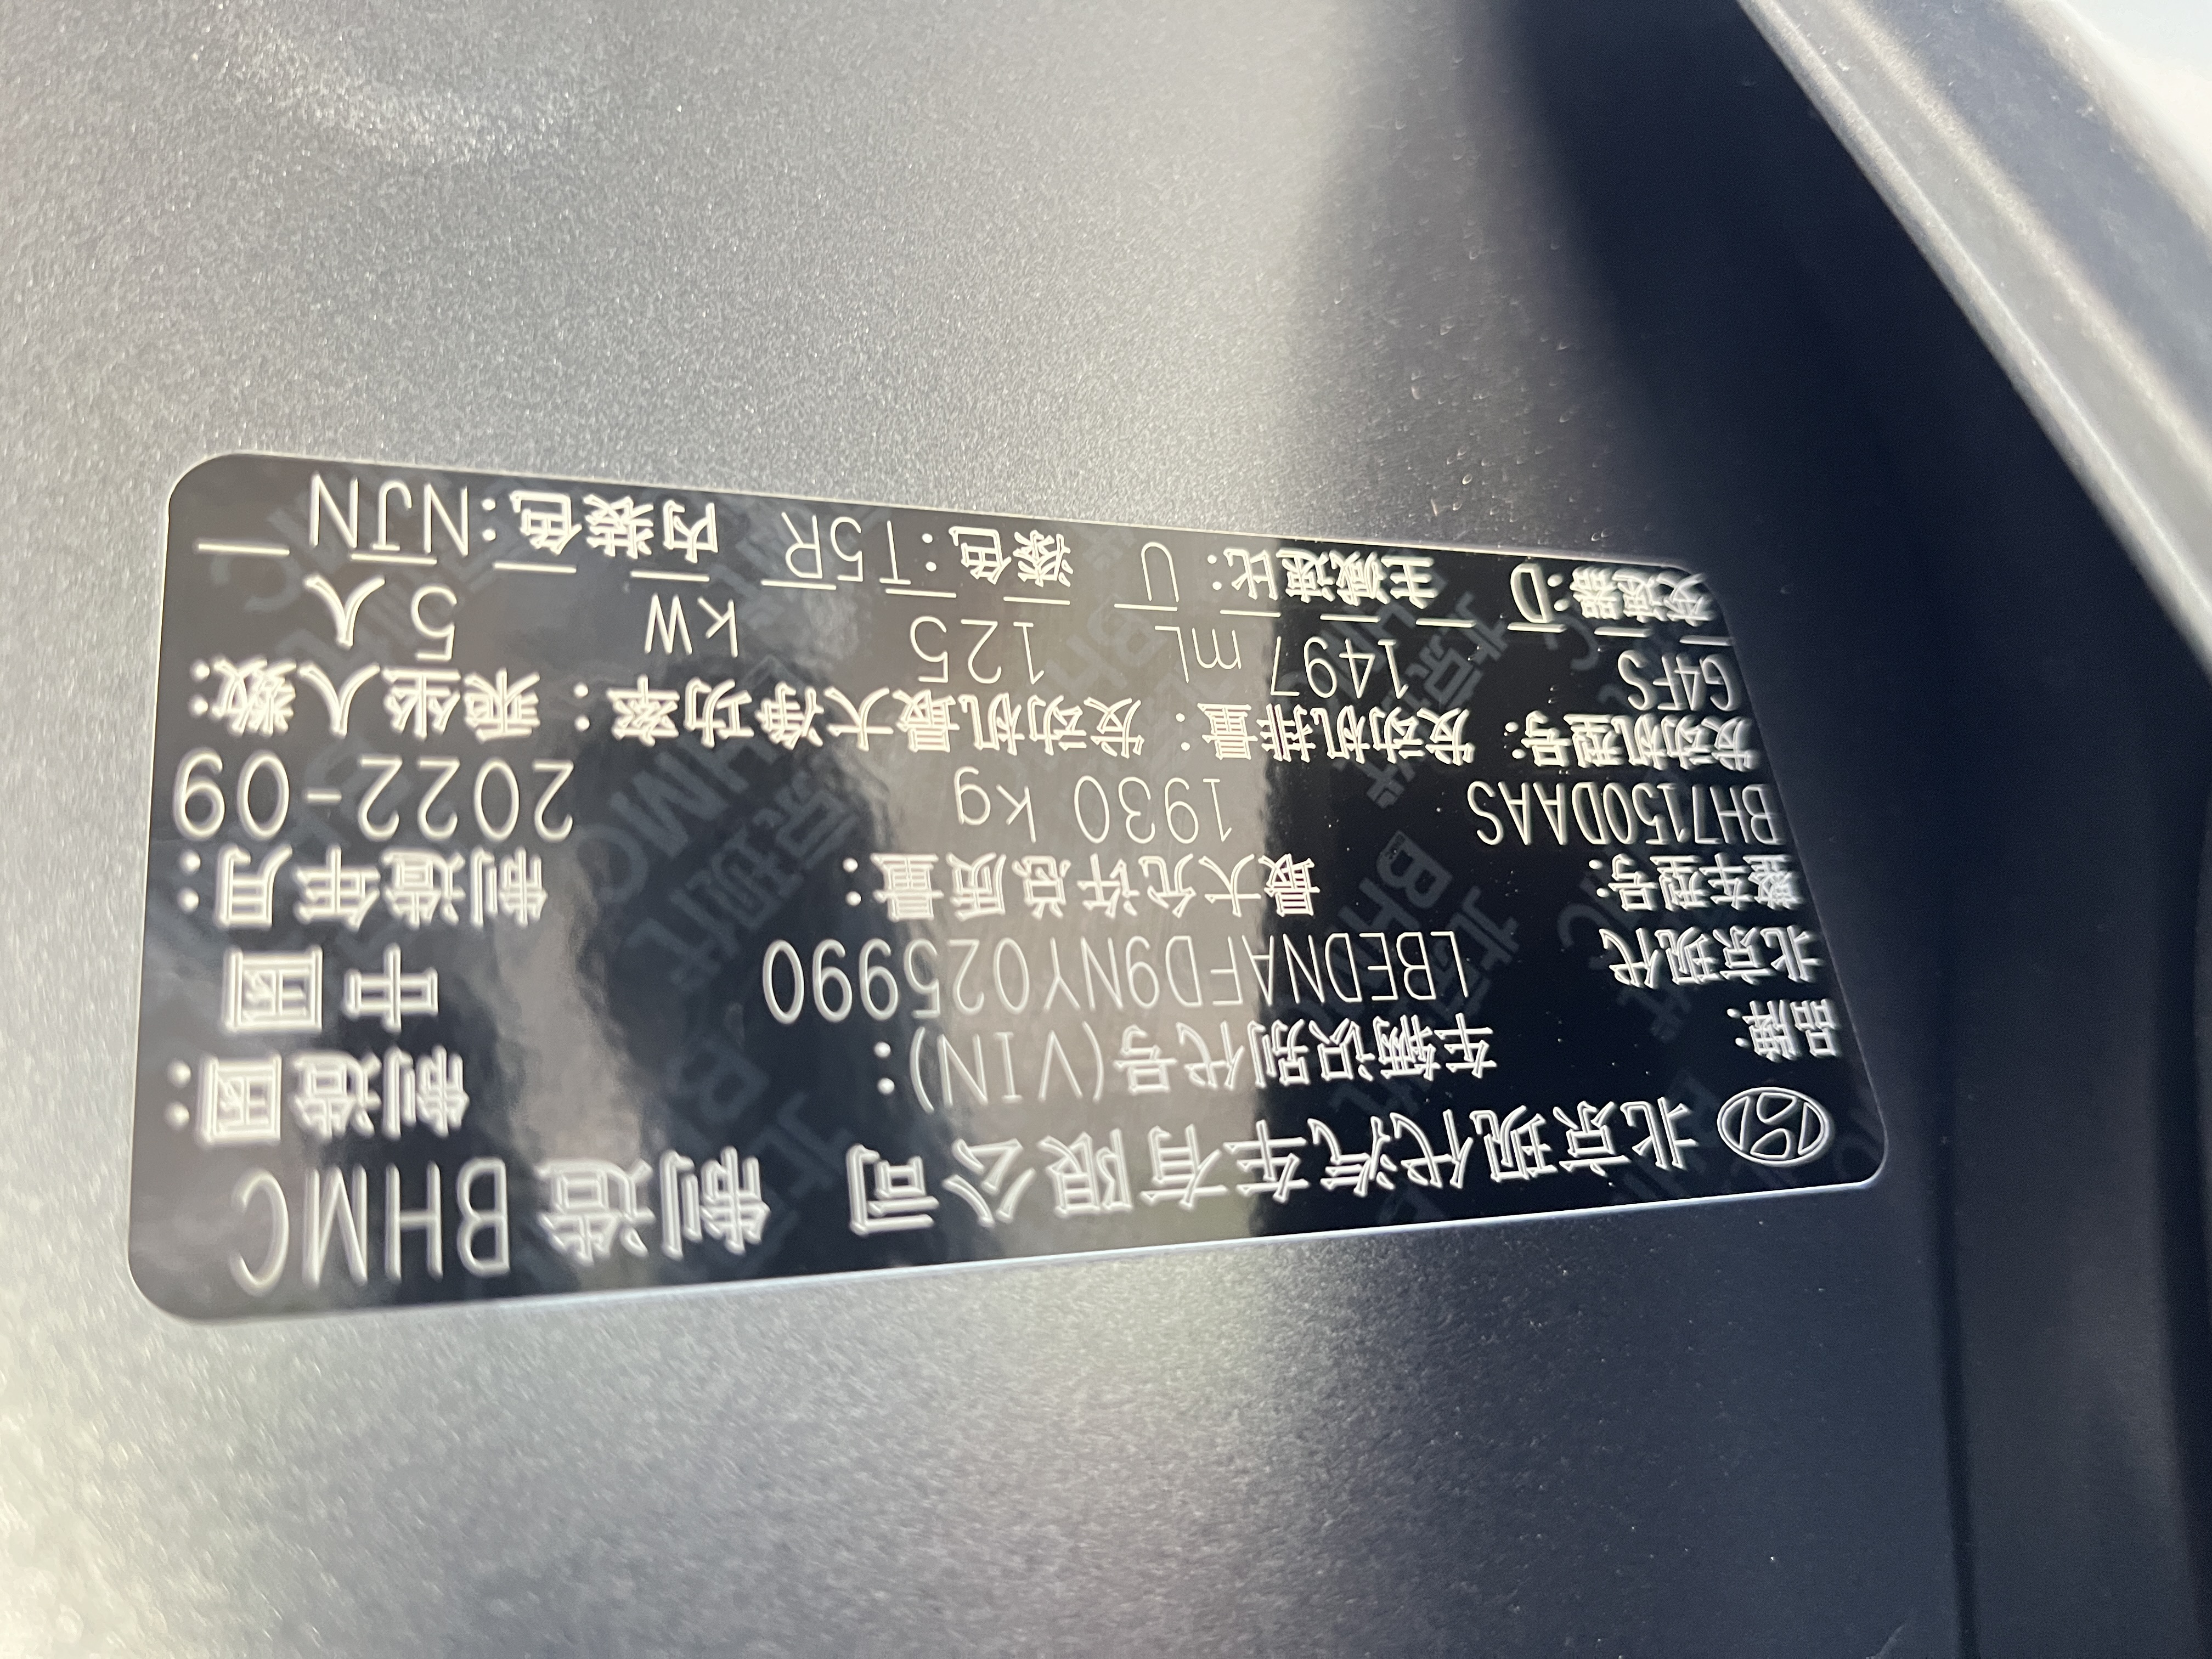 北京现代汽车有限公司 制造 BHMC
品牌: 车辆识别代号(VIN): 制造国:
北京现代 LBEDNAFD9NY025990 中国
整车型号: 最大允许总质量: 制造年月:
BH7150DAAS 1930 kg 2022-09
发动机型号: 发动机排量: 发动机最大净功率: 乘坐人数:
G4FS 1497 mL 125 kW 5 人
变速器:D 主减速比: U 漆色:T5R 内装色:NJN